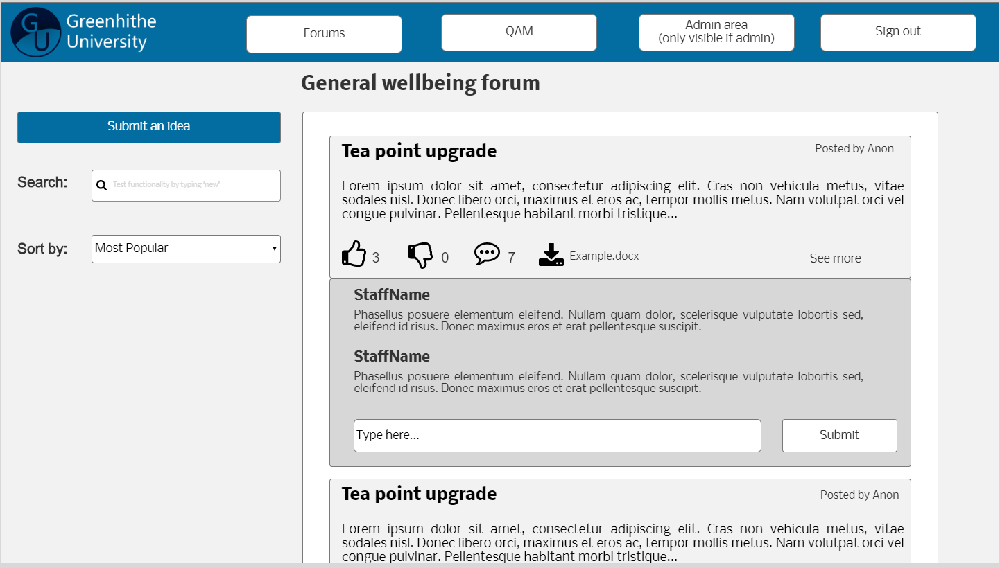 GU
Greenhithe
University
Forums
QAM
Admin area
(only visible if admin)
Sign out
General wellbeing forum
Submit an idea
Search:
Test functionality by typing 'new'
Sort by:
Most Popular
Tea point upgrade
Posted by Anon
Lorem ipsum dolor sit amet, consectetur adipiscing elit. Cras non vehicula metus, vitae
sodales nisl. Donec libero orci, maximus et eros ac, tempor mollis metus. Nam volutpat orci vel
congue pulvinar. Pellentesque habitant morbi tristique...
3
0
7
Example.docx
See more
StaffName
Phasellus posuere elementum eleifend. Nullam quam dolor, scelerisque vulputate lobortis sed,
eleifend id risus. Donec maximus eros et erat pellentesque suscipit.
StaffName
Phasellus posuere elementum eleifend. Nullam quam dolor, scelerisque vulputate lobortis sed,
eleifend id risus. Donec maximus eros et erat pellentesque suscipit.
Type here...
Submit
Tea point upgrade
Posted by Anon
Lorem ipsum dolor sit amet, consectetur adipiscing elit. Cras non vehicula metus, vitae
sodales nisl. Donec libero orci, maximus et eros ac, tempor mollis metus. Nam volutpat orci vel
congue pulvinar. Pellentesque habitant morbi tristique...